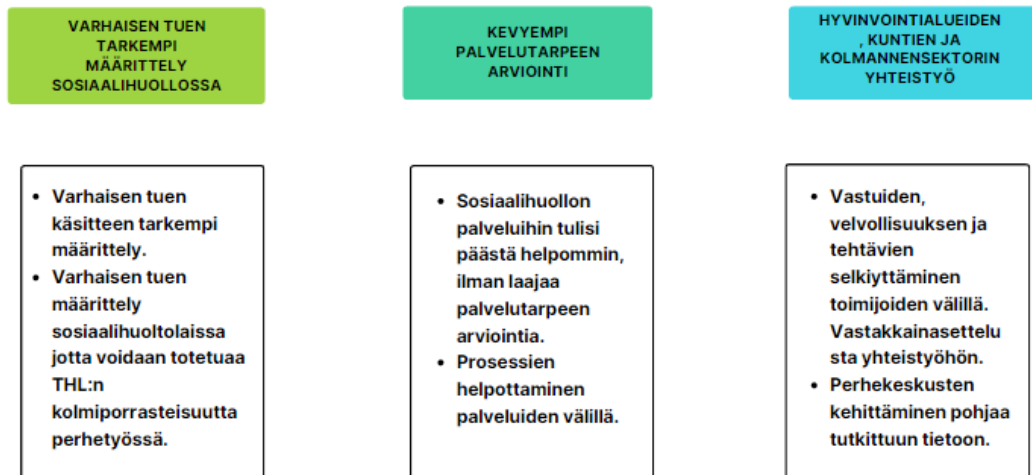 VARHAISEN TUEN
TARKEMPI
MÄÄRITTELY
SOSIAALIHUOLLOSSA
KEVYEMPI
PALVELUTARPEEN
ARVIOINTI
HYVINVOINTIALUEIDEN
, KUNTIEN JA
KOLMANNENSEKTORIN
YHTEISTYÖ
• Varhaisen tuen
käsitteen tarkempi
määrittely.
• Varhaisen tuen
määrittely
sosiaalihuoltolaissa
jotta voidaan totetuaa
THL:n
kolmiporrasteisuutta
perhetyössä.
• Sosiaalihuollon
palveluihin tulisi
päästä helpommin,
ilman laajaa
palvelutarpeen
arviointia.
• Prosessien
helpottaminen
palveluiden välillä.
• Vastuiden,
velvollisuuksen ja
tehtävien
selkiyttäminen
toimijoiden välillä.
Vastakkainasettelu
sta yhteistyöhön.
• Perhekeskusten
kehittäminen pohjaa
tutkittuun tietoon.